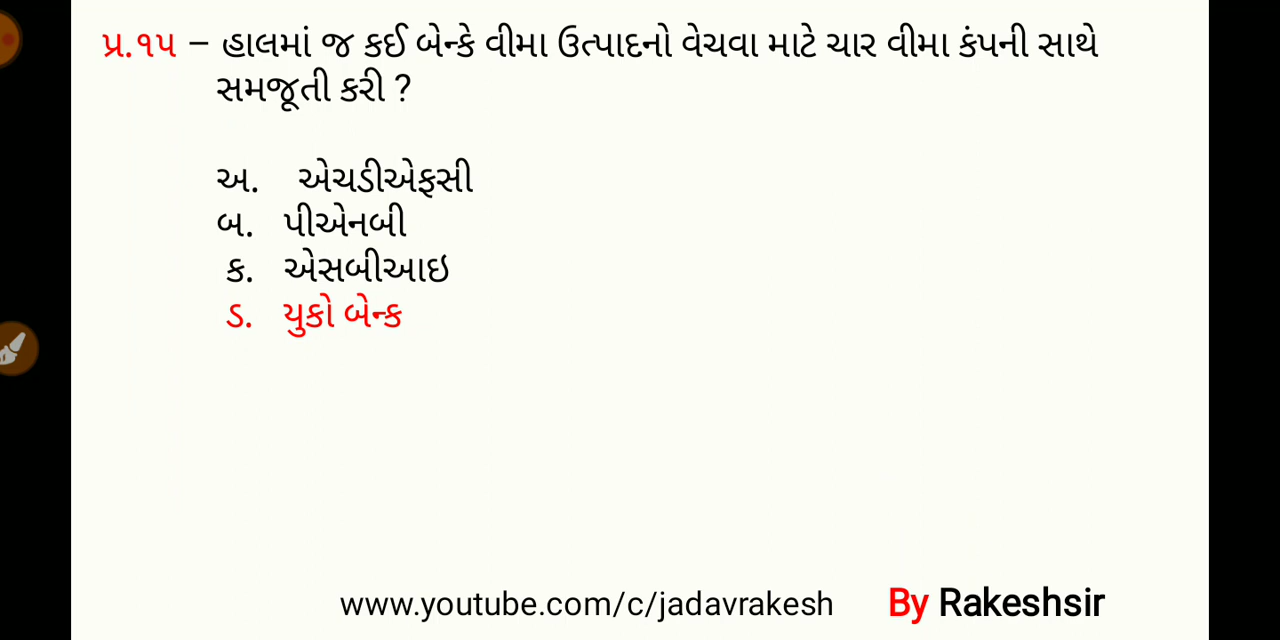 પ્ર.૧૫ – હાલમાં જ કઈ બેન્કે વીમા ઉત્પાદનો વેચવા માટે ચાર વીમા કંપની સાથે
સમજૂતી કરી ?
અ. એચડીએફસી
બ. પીએનબી
ક. એસબીઆઇ
ડ. યુકો બેન્ક
www.youtube.com/c/jadavrakesh By Rakeshsir